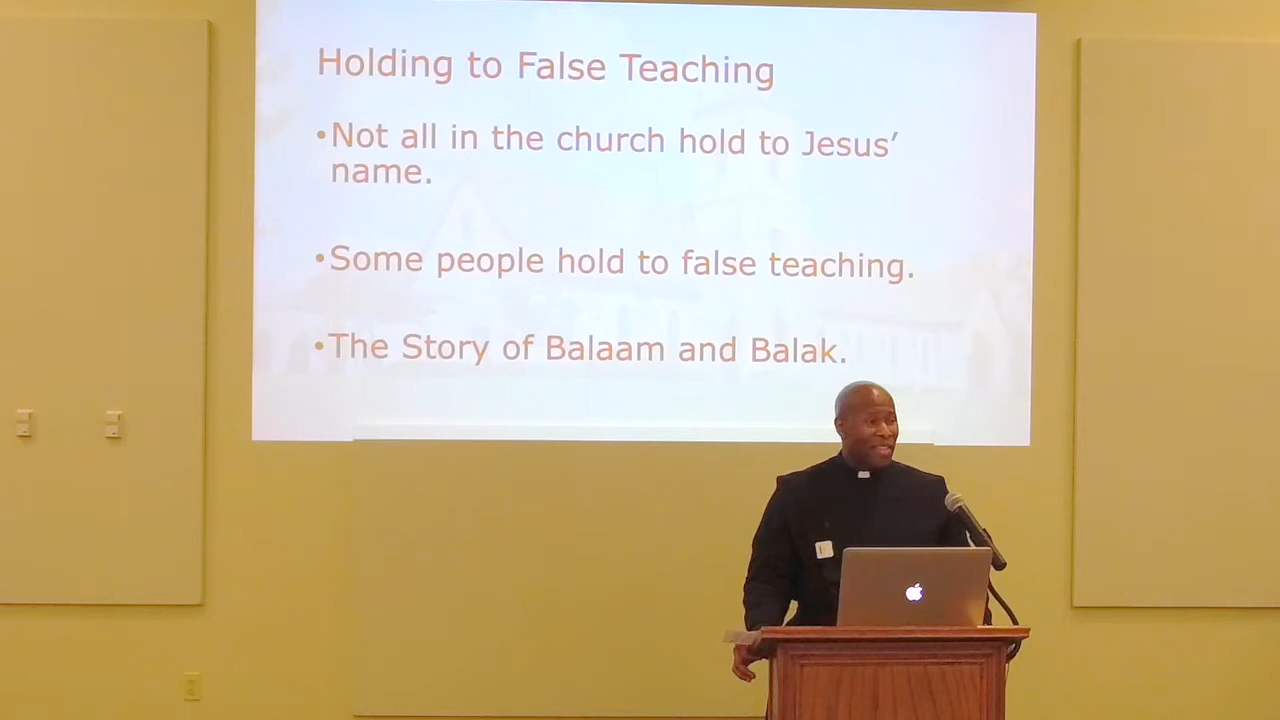 Holding to False Teaching
•Not all in the church hold to Jesus’
name.
•Some people hold to false teaching.
•The Story of Balaam and Balak.